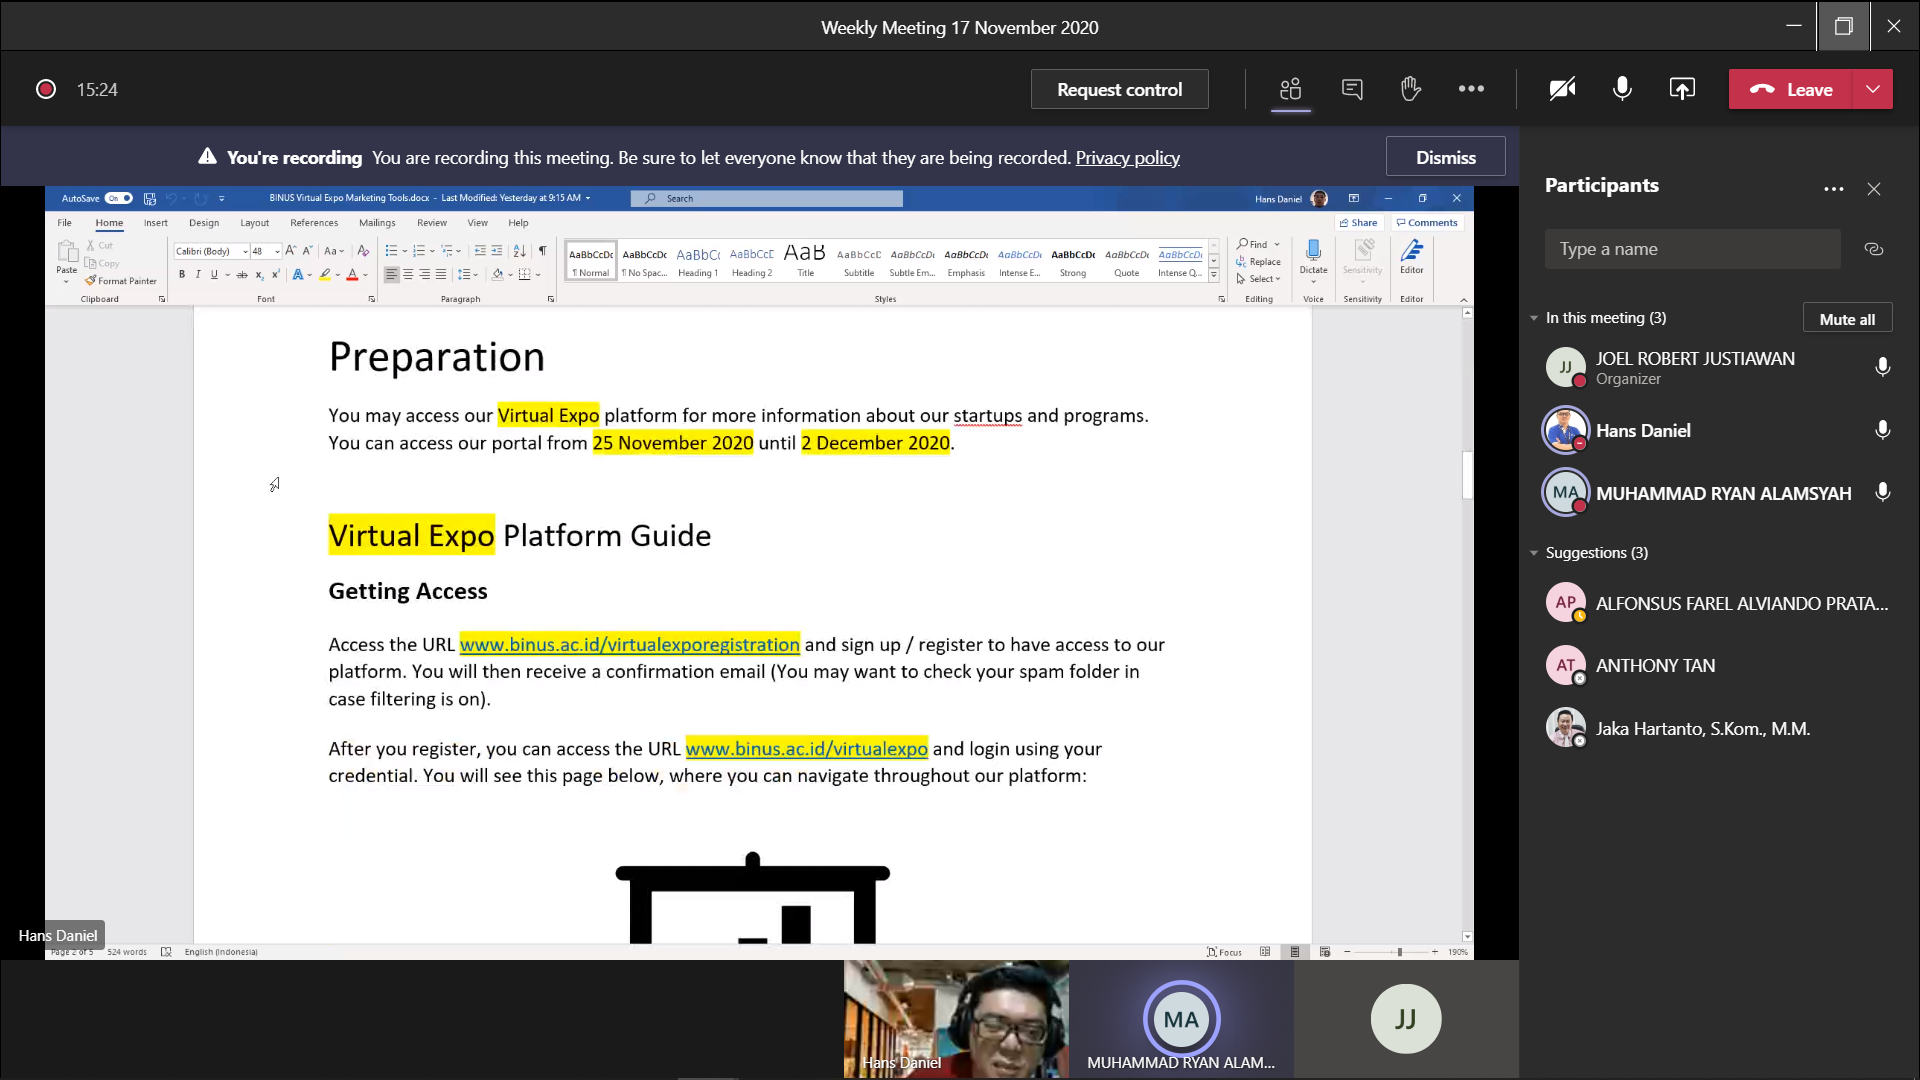 Weekly Meeting 17 November 2020
15:24
Request control
Leave
You're recording You are recording this meeting. Be sure to let everyone know that they are being recorded. Privacy policy
Dismiss
AutoSave On
BINUS Virtual Expo Marketing Tools.docx - Last Modified: Yesterday at 9:15 AM
Search
Hans Daniel
File Home Insert Design Layout References Mailings Review View Help
Share Comments
Paste
Cut
Copy
Format Painter
Clipboard
Calibri (Body) 48
Font
Paragraph
AaBbCcDc AaBbCcDc AaBbCc AaBbCcD AaB AaBbCcD AaBbCcDc AaBbCcDc AaBbCcDc AaBbCcDc AaBbCcDc AaBbCcDc
¶ Normal ¶ No Spac... Heading 1 Heading 2 Title Subtitle Subtle Em... Emphasis Intense E... Strong Quote Intense Q...
Styles
Find
Replace
Select
Editing
Dictate
Voice
Sensitivity
Sensitivity
Editor
Editor
Preparation
You may access our Virtual Expo platform for more information about our startups and programs.
You can access our portal from 25 November 2020 until 2 December 2020.
Virtual Expo Platform Guide
Getting Access
Access the URL www.binus.ac.id/virtualexporegistration and sign up / register to have access to our
platform. You will then receive a confirmation email (You may want to check your spam folder in
case filtering is on).
After you register, you can access the URL www.binus.ac.id/virtualexpo and login using your
credential. You will see this page below, where you can navigate throughout our platform:
Hans Daniel
Page 2 of 5 524 words English (Indonesia)
Focus
190%
Hans Daniel
MA
MUHAMMAD RYAN ALAM...
JJ
Participants
Type a name
In this meeting (3)
Mute all
JJ
JOEL ROBERT JUSTIAWAN
Organizer
Hans Daniel
MA
MUHAMMAD RYAN ALAMSYAH
Suggestions (3)
AP
ALFONSUS FAREL ALVIANDO PRATA...
AT
ANTHONY TAN
Jaka Hartanto, S.Kom., M.M.